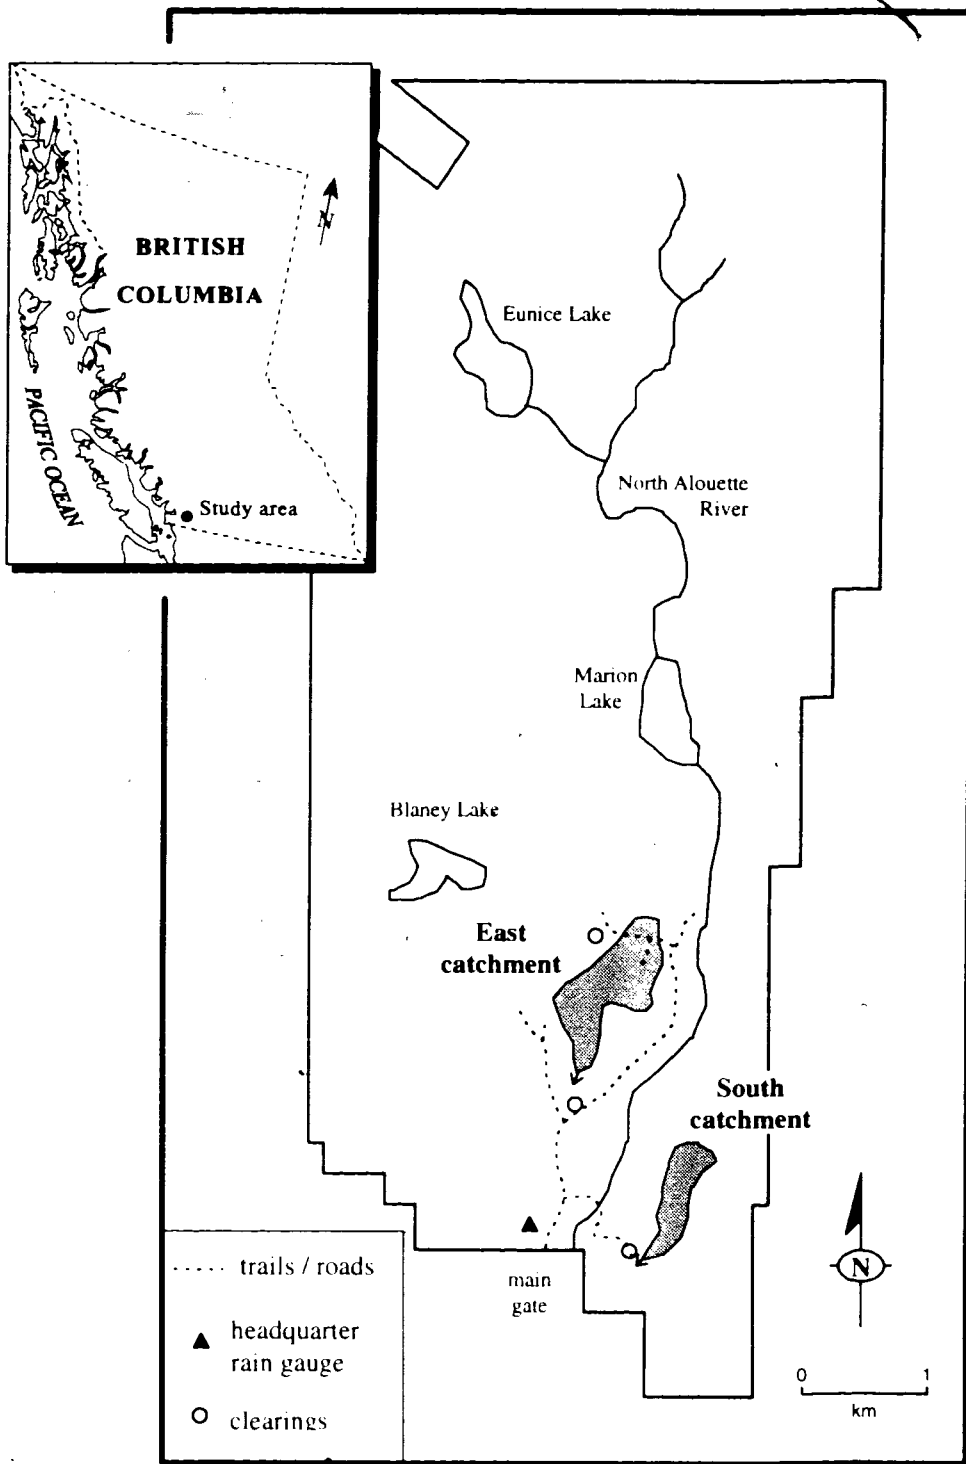 BRITISH
COLUMBIA
N
PACIFIC OCEAN
Study area
Eunice Lake
North Alouette
River
Marion
Lake
Blaney Lake
East
catchment
South
catchment
main
gate
trails / roads
headquarter
rain gauge
clearings
N
0 1
km